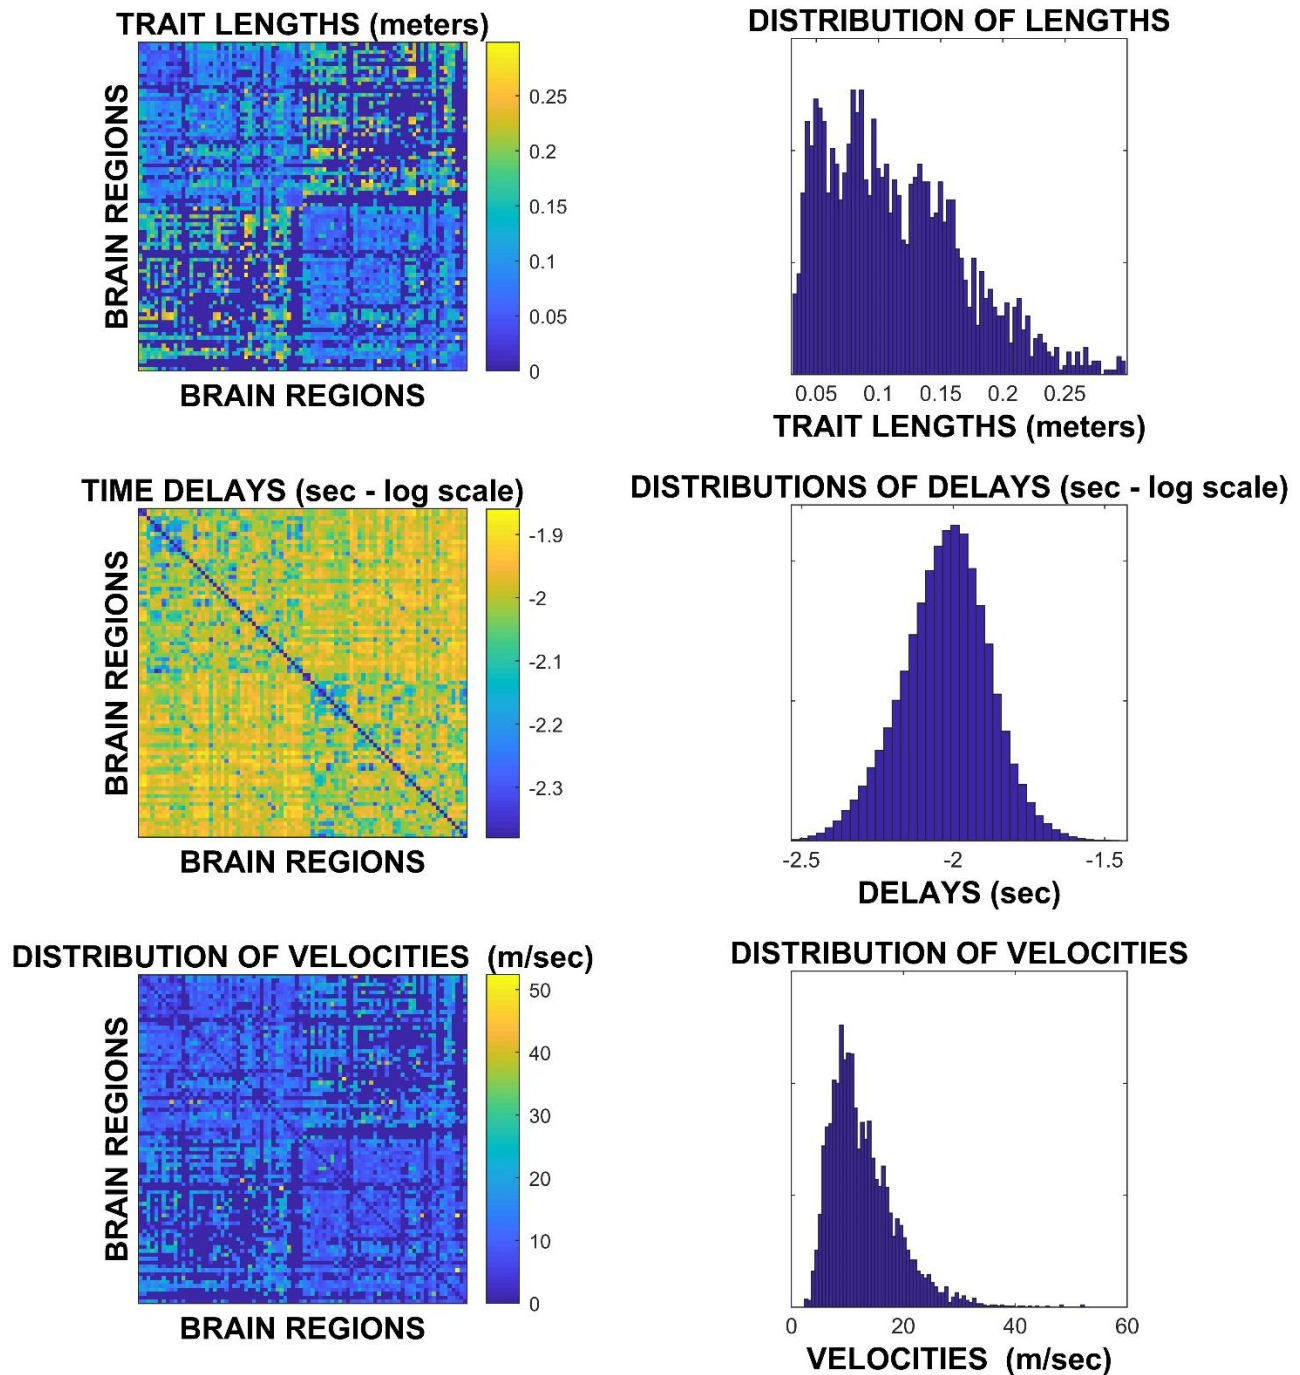 TRAIT LENGTHS (meters)
BRAIN REGIONS
0.25
0.2
0.15
0.1
0.05
0
BRAIN REGIONS
DISTRIBUTION OF LENGTHS
0.05 0.1 0.15 0.2 0.25
TRAIT LENGTHS (meters)
TIME DELAYS (sec - log scale)
BRAIN REGIONS
-1.9
-2
-2.1
-2.2
-2.3
BRAIN REGIONS
DISTRIBUTIONS OF DELAYS (sec - log scale)
-2.5 -2 -1.5
DELAYS (sec)
DISTRIBUTION OF VELOCITIES (m/sec)
BRAIN REGIONS
50
40
30
20
10
0
BRAIN REGIONS
DISTRIBUTION OF VELOCITIES
0 20 40 60
VELOCITIES (m/sec)